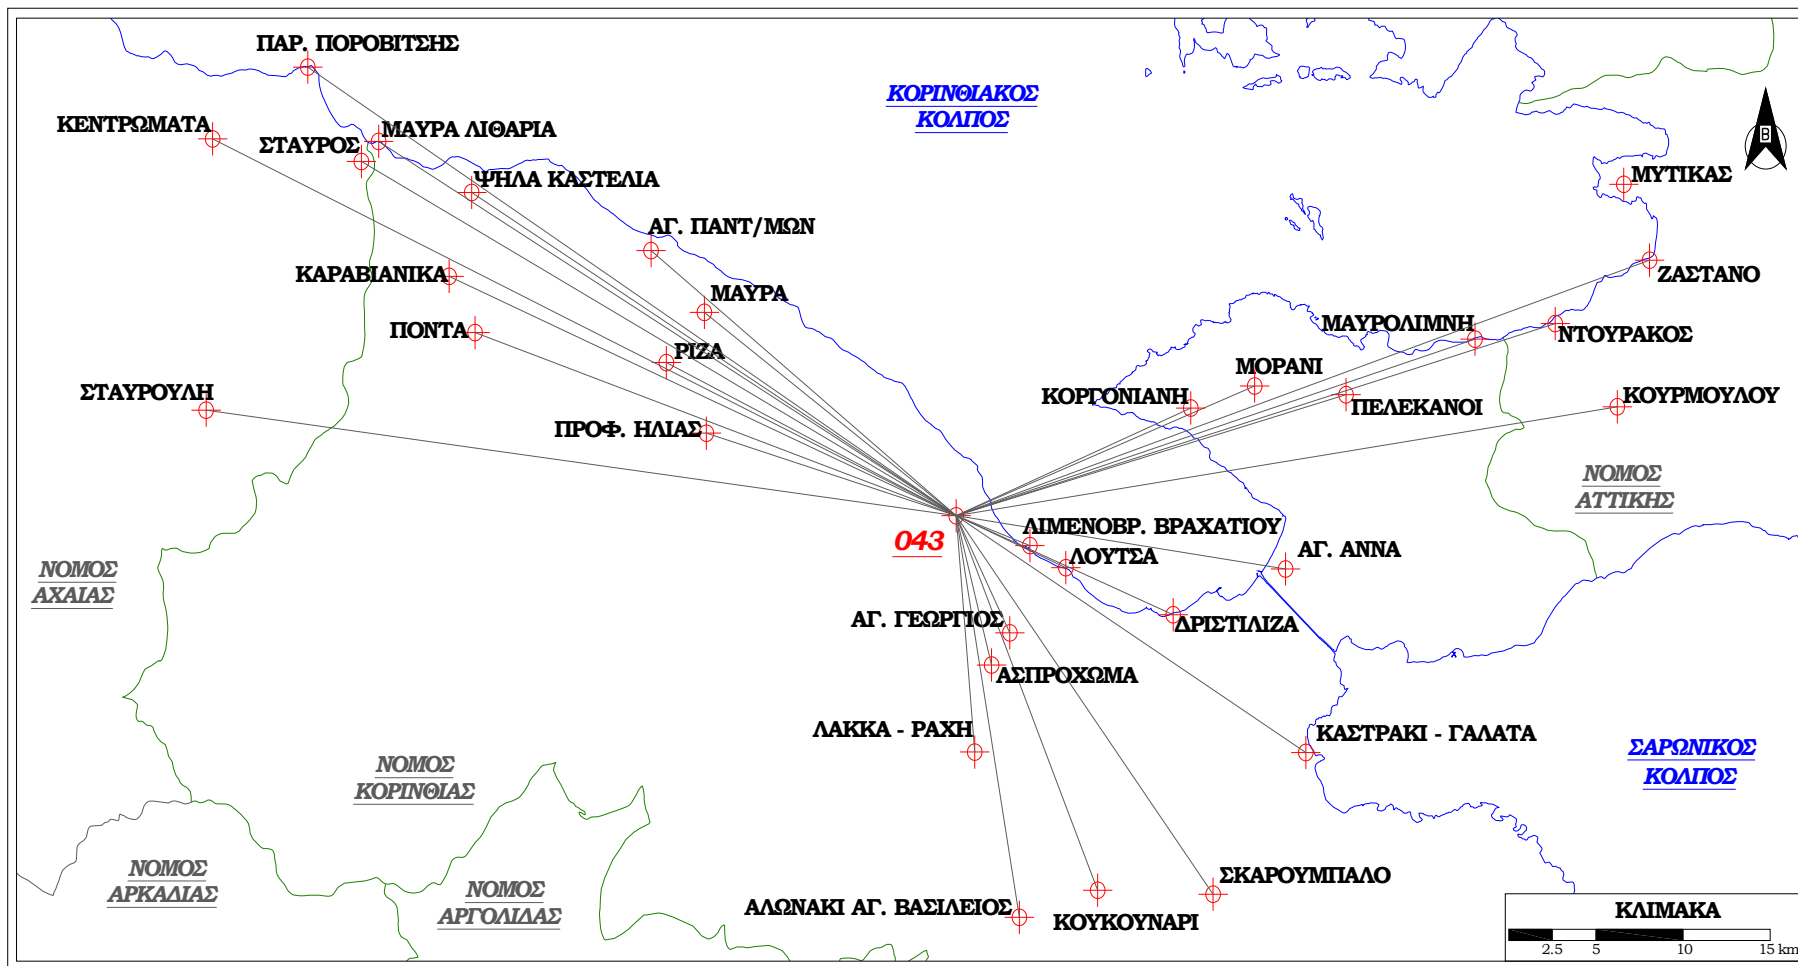 ΠΑΡ. ΠΟΡΟΒΙΤΣΗΣ
ΚΟΡΙΝΘΙΑΚΟΣ
ΚΟΛΠΟΣ
ΚΕΝΤΡΩΜΑΤΑ
ΜΑΥΡΑ ΛΙΘΑΡΙΑ
ΣΤΑΥΡΟΣ
Β
ΨΗΛΑ ΚΑΣΤΕΛΙΑ
ΜΥΤΙΚΑΣ
ΑΓ. ΠΑΝΤ/ΜΩΝ
ΚΑΡΑΒΙΑΝΙΚΑ
ΖΑΣΤΑΝΟ
ΜΑΥΡΑ
ΠΟΝΤΑ
ΜΑΥΡΟΛΙΜΝΗ
ΝΤΟΥΡΑΚΟΣ
ΡΙΖΑ
ΜΟΡΑΝΙ
ΣΤΑΥΡΟΥΛΗ
ΚΟΡΓΟΝΙΑΝΗ
ΠΕΛΕΚΑΝΟΙ
ΚΟΥΡΜΟΥΛΟΥ
ΠΡΟΦ. ΗΛΙΑΣ
ΝΟΜΟΣ
ΑΤΤΙΚΗΣ
043
ΛΙΜΕΝΟΒΡ. ΒΡΑΧΑΤΙΟΥ
ΛΟΥΤΣΑ
ΑΓ. ΑΝΝΑ
ΝΟΜΟΣ
ΑΧΑΙΑΣ
ΑΓ. ΓΕΩΡΓΙΟΣ
ΔΡΙΣΤΙΛΙΖΑ
ΑΣΠΡΟΧΩΜΑ
ΛΑΚΚΑ - ΡΑΧΗ
ΚΑΣΤΡΑΚΙ - ΓΑΛΑΤΑ
ΣΑΡΩΝΙΚΟΣ
ΚΟΛΠΟΣ
ΝΟΜΟΣ
ΚΟΡΙΝΘΙΑΣ
ΝΟΜΟΣ
ΑΡΚΑΔΙΑΣ
ΝΟΜΟΣ
ΑΡΓΟΛΙΔΑΣ
ΣΚΑΡΟΥΜΠΑΛΟ
ΑΛΩΝΑΚΙ ΑΓ. ΒΑΣΙΛΕΙΟΣ
ΚΟΥΚΟΥΝΑΡΙ
ΚΛΙΜΑΚΑ
2.5 5 10 15 km